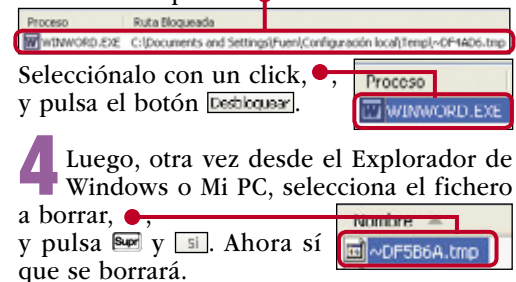 Proceso Ruta Bloqueada
WINWORD.EXE C:\Documents and Settings\Fuenl\Configuración local\Temp\~DF4AD6.tmp
Selecciónalo con un click, ,
y pulsa el botón Desbloquear.
Proceso
WINWORD.EXE
4 Luego, otra vez desde el Explorador de
Windows o Mi PC, selecciona el fichero
a borrar, ,
y pulsa Supr y Sí. Ahora sí
que se borrará.
Nombre
~DF5B6A.tmp